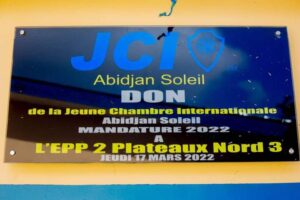 JCI
Abidjan Soleil
DON
de la Jeune Chambre Internationale
Abidjan Soleil
MANDATURE 2022
A
L'EPP 2 Plateaux Nord 3
JEUDI 17 MARS 2022